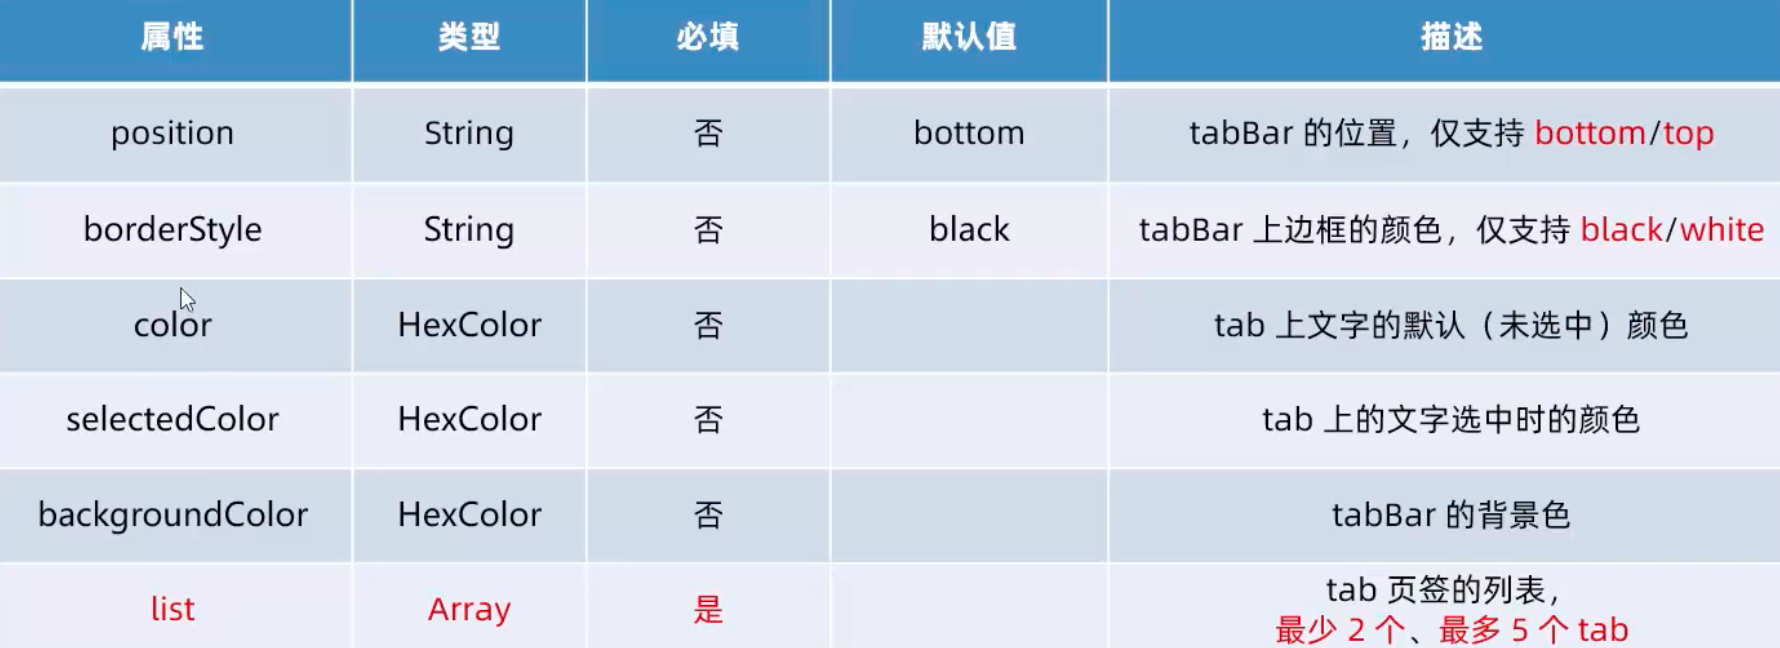 属性 类型 必填 默认值 描述
position String 否 bottom tabBar 的位置，仅支持 bottom/top
borderStyle String 否 black tabBar 上边框的颜色，仅支持 black/white
color HexColor 否 tab 上文字的默认（未选中）颜色
selectedColor HexColor 否 tab 上的文字选中时的颜色
backgroundColor HexColor 否 tabBar 的背景色
list Array 是 tab 页签的列表，
最少 2 个、最多 5 个 tab